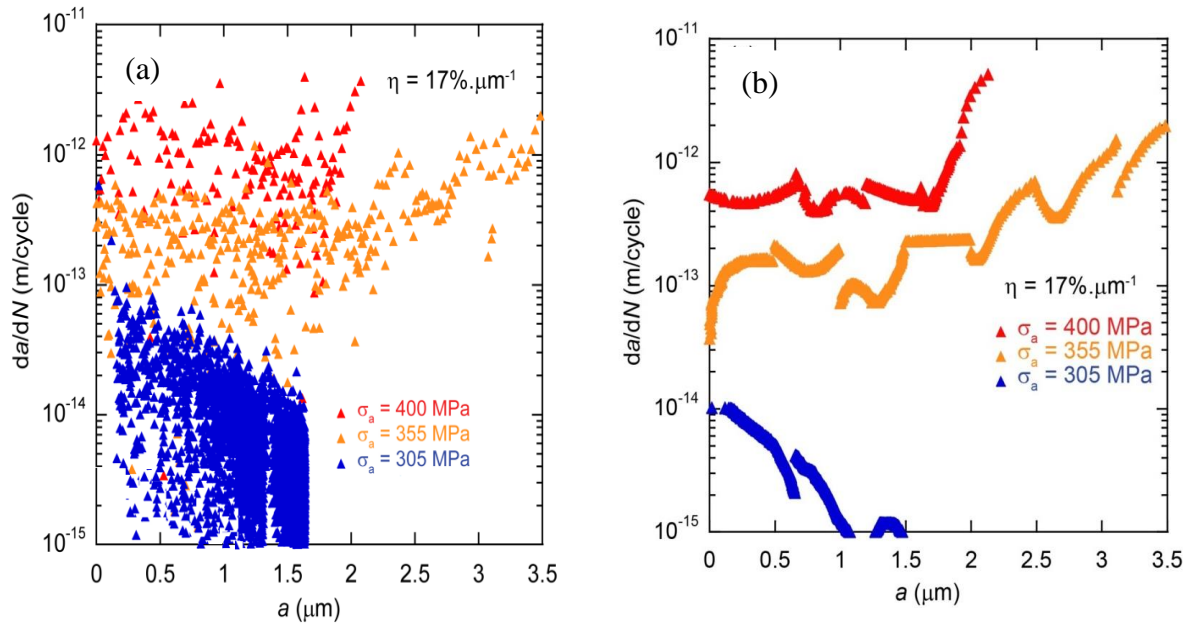 (a)
η = 17%.μm⁻¹
10⁻¹¹
10⁻¹²
10⁻¹³
10⁻¹⁴
10⁻¹⁵
da/dN (m/cycle)
σₐ = 400 MPa
σₐ = 355 MPa
σₐ = 305 MPa
0 0.5 1 1.5 2 2.5 3 3.5
a (μm)
(b)
10⁻¹¹
10⁻¹²
10⁻¹³
10⁻¹⁴
10⁻¹⁵
da/dN (m/cycle)
η = 17%.μm⁻¹
σₐ = 400 MPa
σₐ = 355 MPa
σₐ = 305 MPa
0 0.5 1 1.5 2 2.5 3 3.5
a (μm)